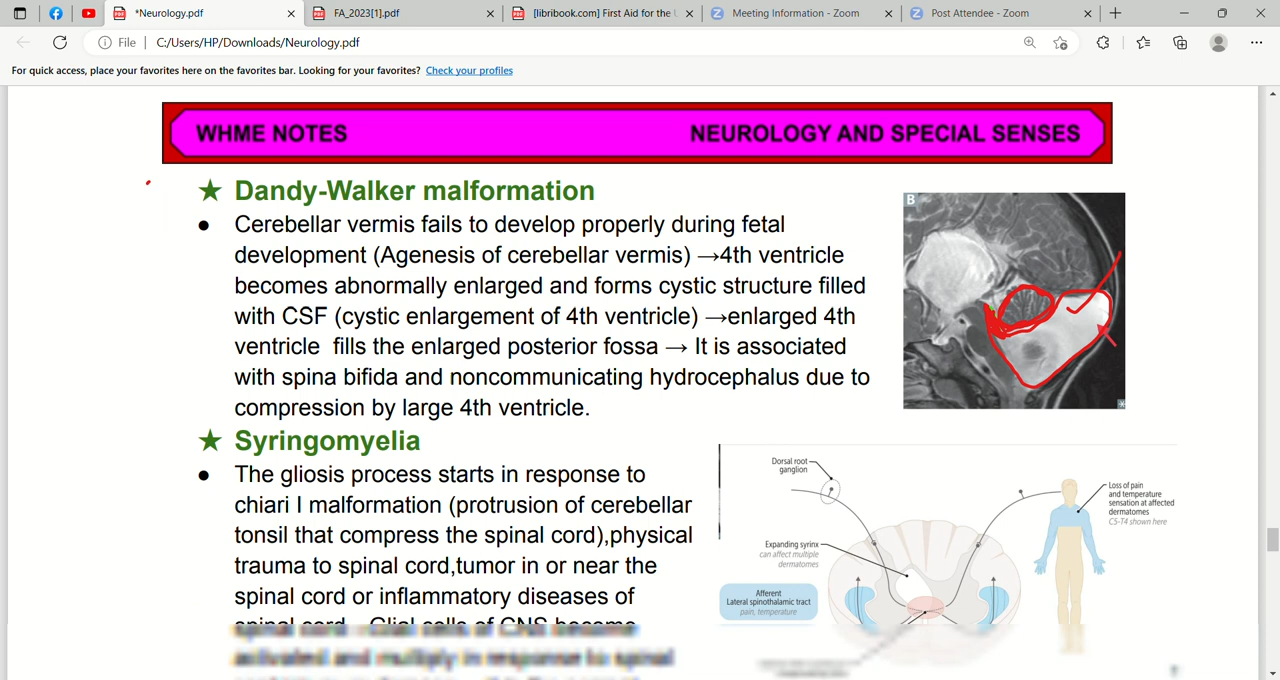 *Neurology.pdf
FA_2023[1].pdf
[libribook.com] First Aid for the U
Meeting Information - Zoom
Post Attendee - Zoom
File
C:/Users/HP/Downloads/Neurology.pdf
For quick access, place your favorites here on the favorites bar. Looking for your favorites? Check your profiles
WHME NOTES
NEUROLOGY AND SPECIAL SENSES
★ Dandy-Walker malformation
● Cerebellar vermis fails to develop properly during fetal
development (Agenesis of cerebellar vermis) →4th ventricle
becomes abnormally enlarged and forms cystic structure filled
with CSF (cystic enlargement of 4th ventricle) →enlarged 4th
ventricle fills the enlarged posterior fossa → It is associated
with spina bifida and noncommunicating hydrocephalus due to
compression by large 4th ventricle.
B
★ Syringomyelia
● The gliosis process starts in response to
chiari I malformation (protrusion of cerebellar
tonsil that compress the spinal cord),physical
trauma to spinal cord,tumor in or near the
spinal cord or inflammatory diseases of
Dorsal root
ganglion
Expanding syrinx
can affect multiple
dermatomes
Afferent
Lateral spinothalamic tract
pain, temperature
Loss of pain
and temperature
sensation at affected
dermatomes
C5-T4 shown here